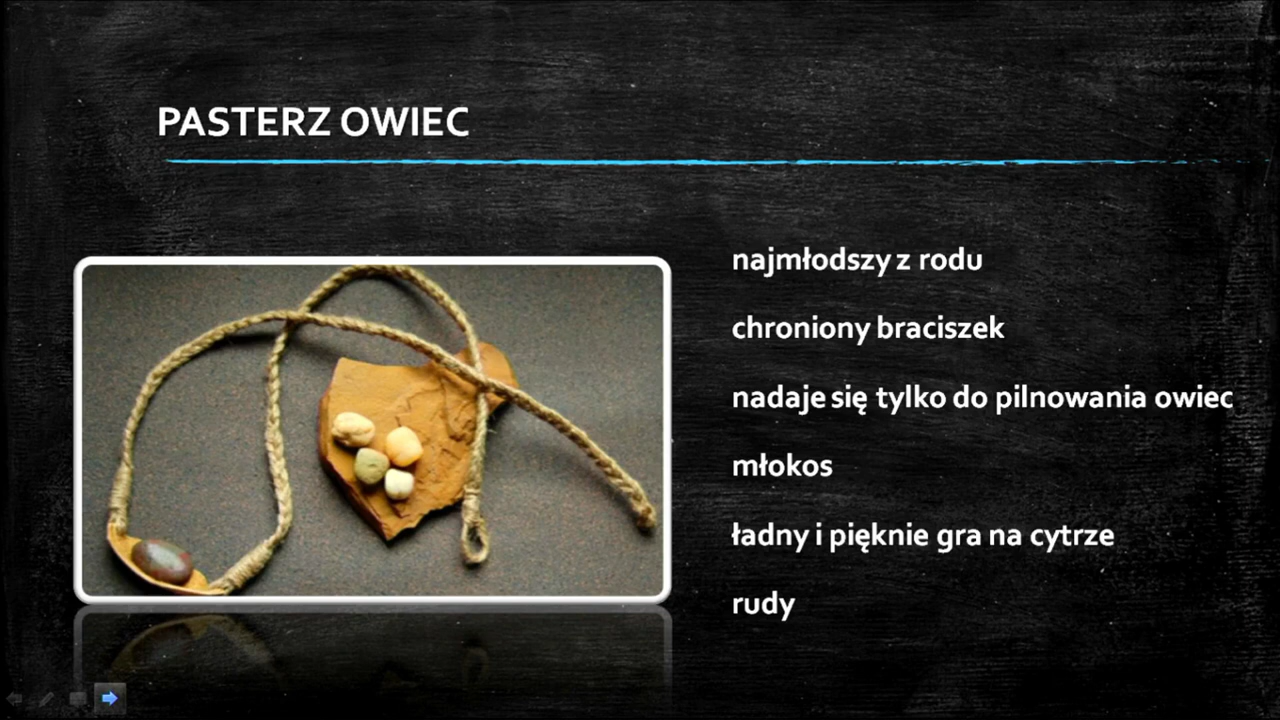 PASTERZ OWIEC
najmłodszy z rodu
chroniony braciszek
nadaje się tylko do pilnowania owiec
młokos
ładny i pięknie gra na cytrze
rudy